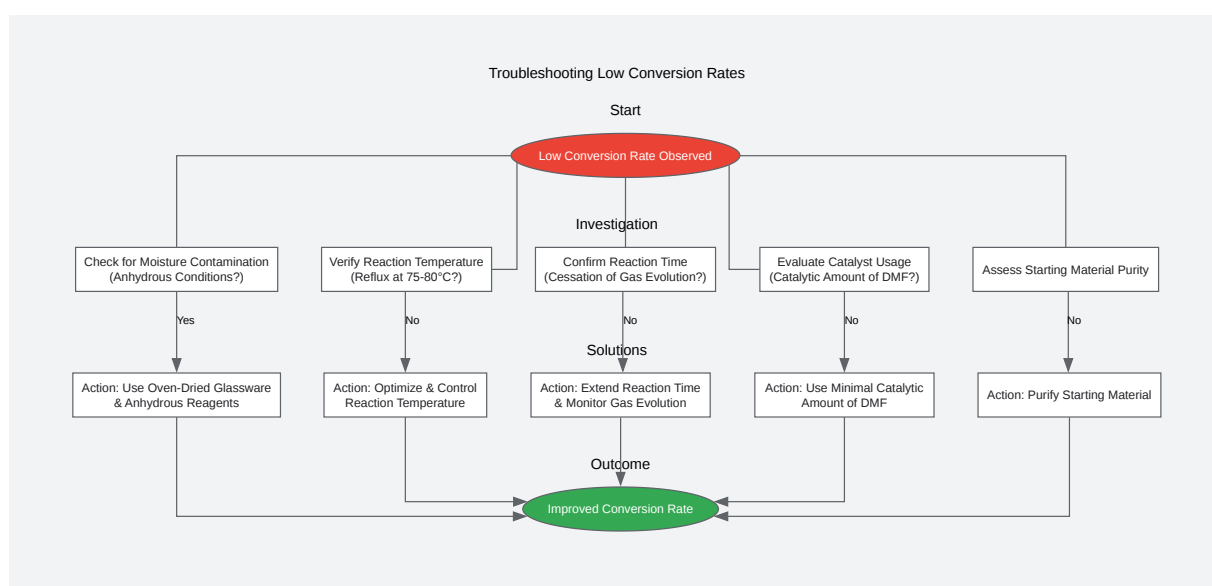 Troubleshooting Low Conversion Rates
Start
Low Conversion Rate Observed
Investigation
Check for Moisture Contamination
(Anhydrous Conditions?)
Verify Reaction Temperature
(Reflux at 75-80°C?)
Confirm Reaction Time
(Cessation of Gas Evolution?)
Evaluate Catalyst Usage
(Catalytic Amount of DMF?)
Assess Starting Material Purity
Yes
No
No
No
No
Solutions
Action: Use Oven-Dried Glassware
& Anhydrous Reagents
Action: Optimize & Control
Reaction Temperature
Action: Extend Reaction Time
& Monitor Gas Evolution
Action: Use Minimal Catalytic
Amount of DMF
Action: Purify Starting Material
Outcome
Improved Conversion Rate